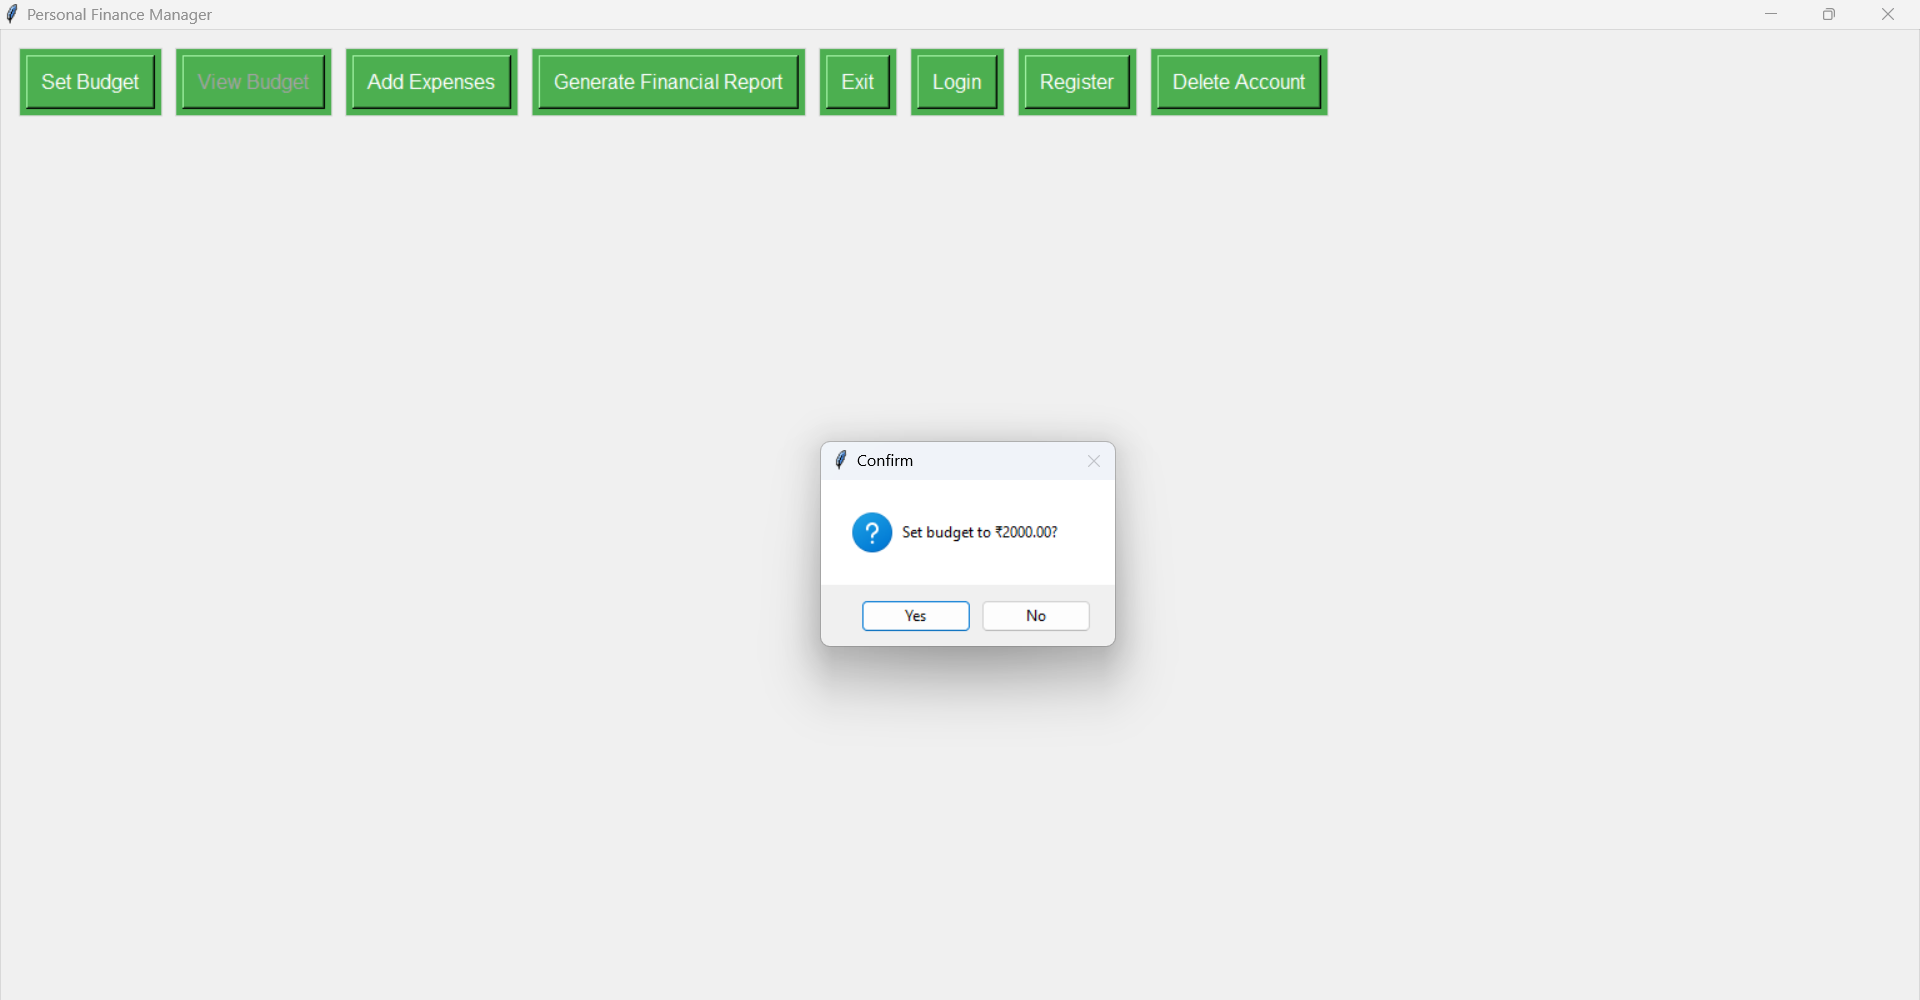 Personal Finance Manager
Set Budget View Budget Add Expenses Generate Financial Report Exit Login Register Delete Account
Confirm
? Set budget to ₹2000.00?
Yes No